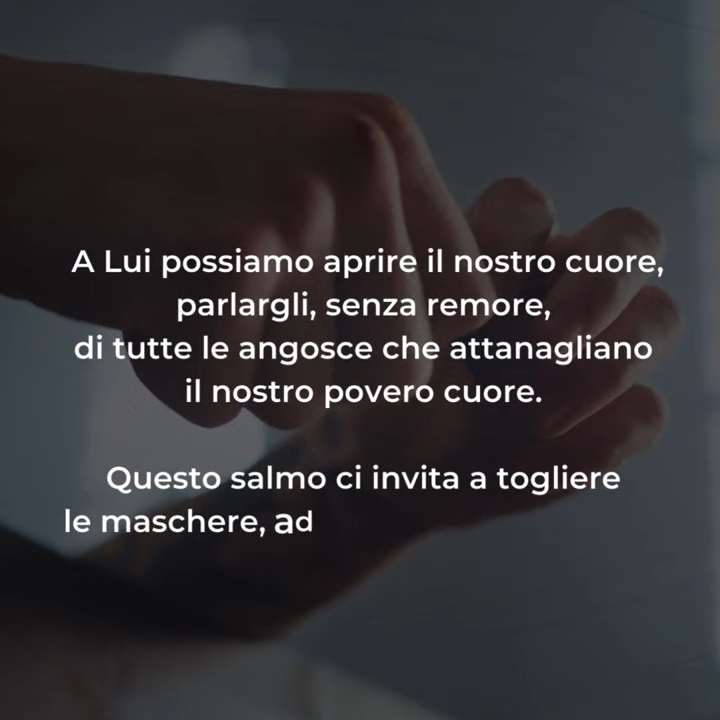 A Lui possiamo aprire il nostro cuore,
parlargli, senza remore,
di tutte le angosce che attanagliano
il nostro povero cuore.
Questo salmo ci invita a togliere
le maschere, ad